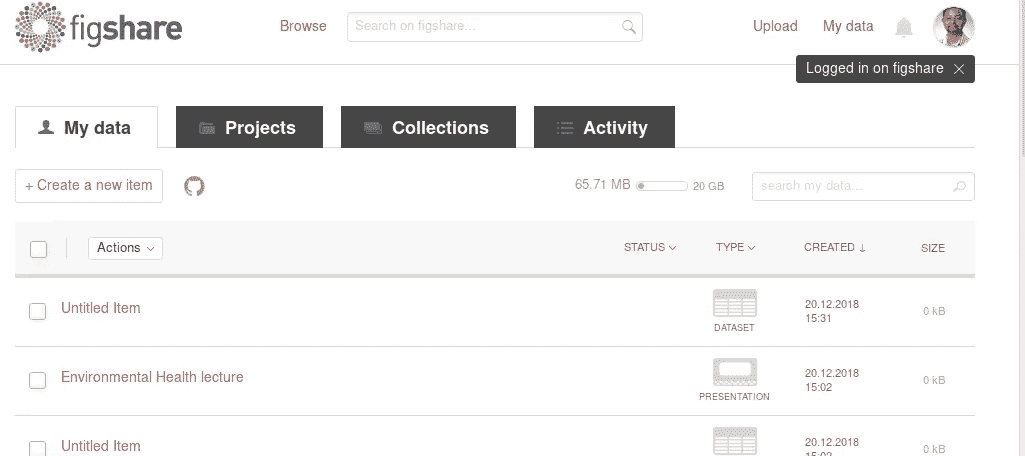 figshare
Browse
Search on figshare...
Upload
My data
Logged in on figshare
My data
Projects
Collections
Activity
+ Create a new item
65.71 MB
20 GB
search my data...
Actions
STATUS
TYPE
CREATED ↓
SIZE
Untitled Item
DATASET
20.12.2018
15:31
0 kB
Environmental Health lecture
PRESENTATION
20.12.2018
15:02
0 kB
Untitled Item
20.12.2018
0 kB